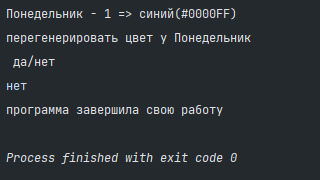 Понедельник - 1 => синий(#0000FF)
перегенерировать цвет у Понедельник
да/нет
нет
программа завершила свою работу
Process finished with exit code 0